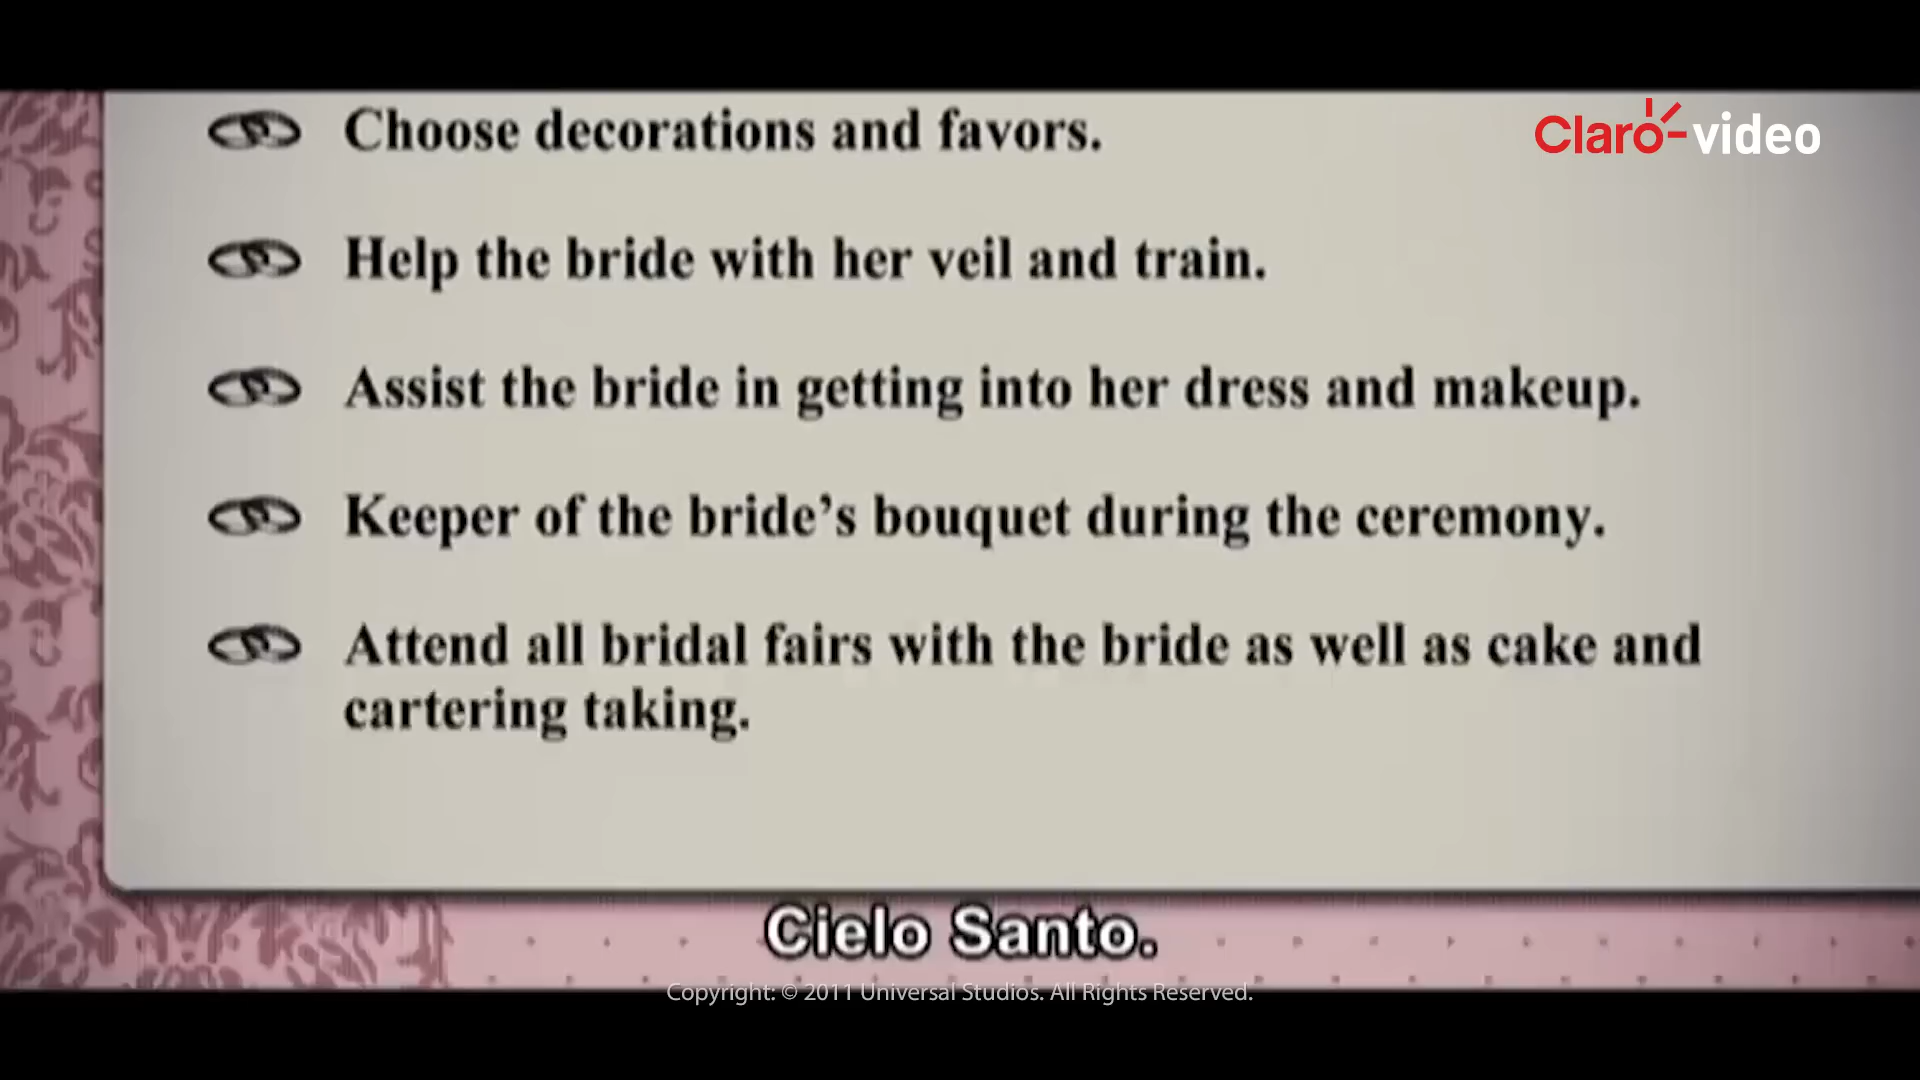 Claro-video
Choose decorations and favors.
Help the bride with her veil and train.
Assist the bride in getting into her dress and makeup.
Keeper of the bride’s bouquet during the ceremony.
Attend all bridal fairs with the bride as well as cake and
cartering taking.
Cielo Santo.
Copyright: © 2011 Universal Studios. All Rights Reserved.